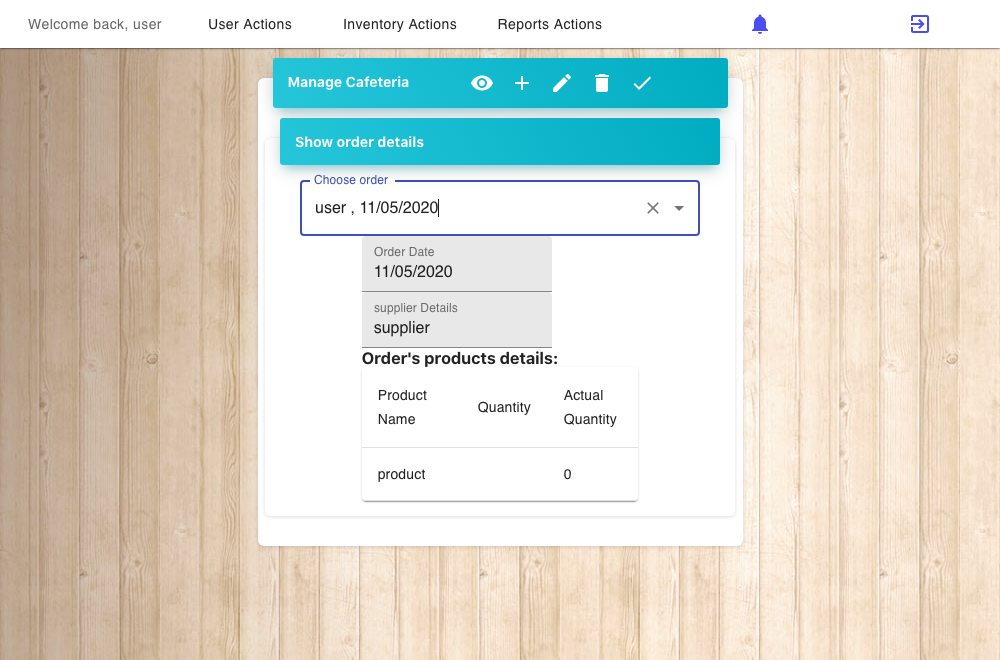 Welcome back, user
User Actions
Inventory Actions
Reports Actions
Manage Cafeteria
Show order details
Choose order
user , 11/05/2020
Order Date
11/05/2020
supplier Details
supplier
Order's products details:
Product
Name
Quantity
Actual
Quantity
product
0